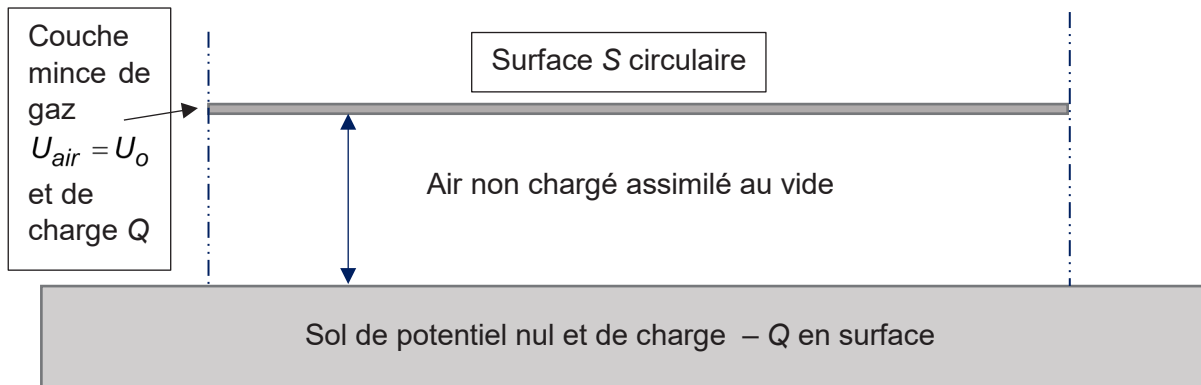 Couche
mince de
gaz
U_air = U_o
et de
charge Q
Surface S circulaire
Air non chargé assimilé au vide
Sol de potentiel nul et de charge – Q en surface